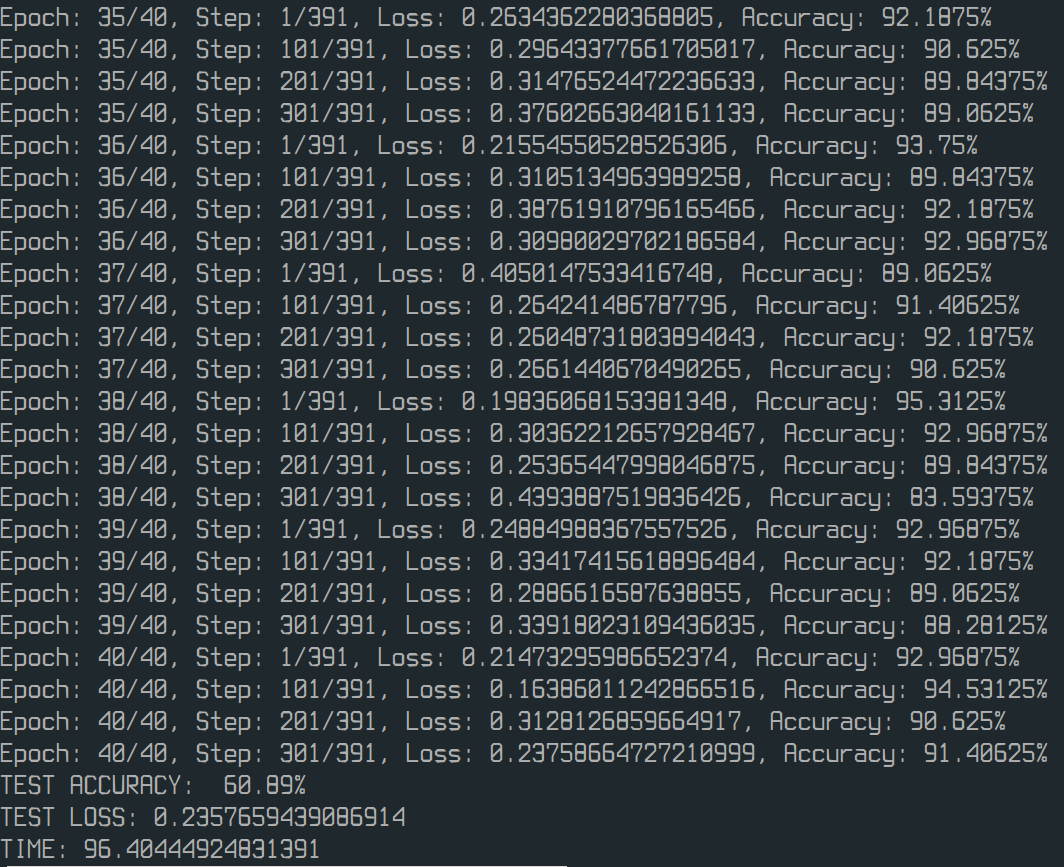 Epoch: 35/40, Step: 1/391, Loss: 0.2634362280368805, Accuracy: 92.1875%
Epoch: 35/40, Step: 101/391, Loss: 0.29643377661705017, Accuracy: 90.625%
Epoch: 35/40, Step: 201/391, Loss: 0.31476524472236633, Accuracy: 89.84375%
Epoch: 35/40, Step: 301/391, Loss: 0.37602663040161133, Accuracy: 89.0625%
Epoch: 36/40, Step: 1/391, Loss: 0.21554550528526306, Accuracy: 93.75%
Epoch: 36/40, Step: 101/391, Loss: 0.3105134963989258, Accuracy: 89.84375%
Epoch: 36/40, Step: 201/391, Loss: 0.38761910796165466, Accuracy: 92.1875%
Epoch: 36/40, Step: 301/391, Loss: 0.30980029702186584, Accuracy: 92.96875%
Epoch: 37/40, Step: 1/391, Loss: 0.4050147533416748, Accuracy: 89.0625%
Epoch: 37/40, Step: 101/391, Loss: 0.264241486787796, Accuracy: 91.40625%
Epoch: 37/40, Step: 201/391, Loss: 0.26048731803894043, Accuracy: 92.1875%
Epoch: 37/40, Step: 301/391, Loss: 0.2661440670490265, Accuracy: 90.625%
Epoch: 38/40, Step: 1/391, Loss: 0.19836068153381348, Accuracy: 95.3125%
Epoch: 38/40, Step: 101/391, Loss: 0.30362212657928467, Accuracy: 92.96875%
Epoch: 38/40, Step: 201/391, Loss: 0.25365447998046875, Accuracy: 89.84375%
Epoch: 38/40, Step: 301/391, Loss: 0.4393887519836426, Accuracy: 83.59375%
Epoch: 39/40, Step: 1/391, Loss: 0.24884988367557526, Accuracy: 92.96875%
Epoch: 39/40, Step: 101/391, Loss: 0.33417415618896484, Accuracy: 92.1875%
Epoch: 39/40, Step: 201/391, Loss: 0.2886616587638855, Accuracy: 89.0625%
Epoch: 39/40, Step: 301/391, Loss: 0.33918023109436035, Accuracy: 88.28125%
Epoch: 40/40, Step: 1/391, Loss: 0.21473295986652374, Accuracy: 92.96875%
Epoch: 40/40, Step: 101/391, Loss: 0.16386011242866516, Accuracy: 94.53125%
Epoch: 40/40, Step: 201/391, Loss: 0.3128126859664917, Accuracy: 90.625%
Epoch: 40/40, Step: 301/391, Loss: 0.23758664727210999, Accuracy: 91.40625%
TEST ACCURACY:  60.89%
TEST LOSS: 0.2357659439086914
TIME: 96.40444924831391